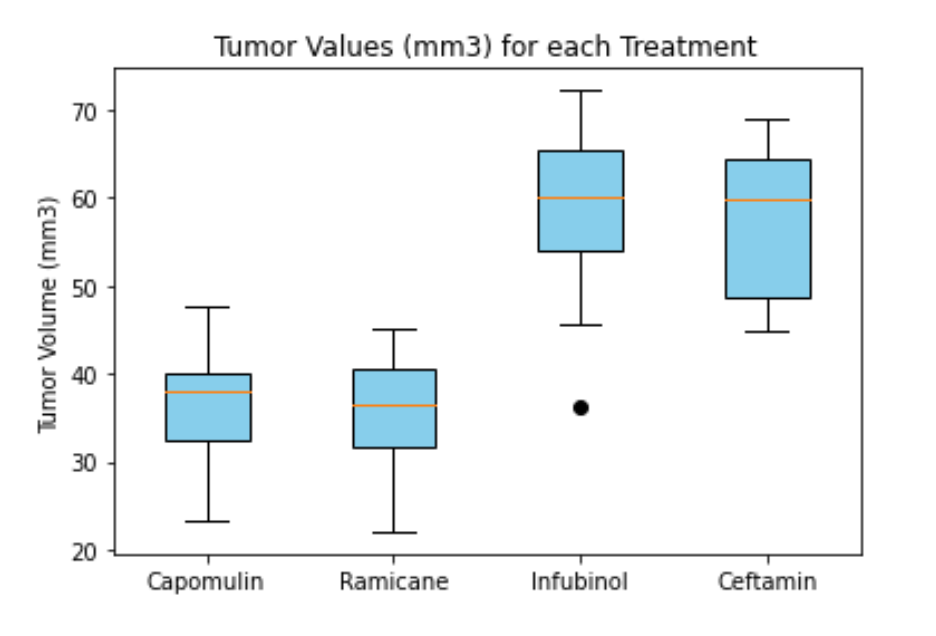 Tumor Values (mm3) for each Treatment
Tumor Volume (mm3)
70
60
50
40
30
20
Capomulin Ramicane Infubinol Ceftamin